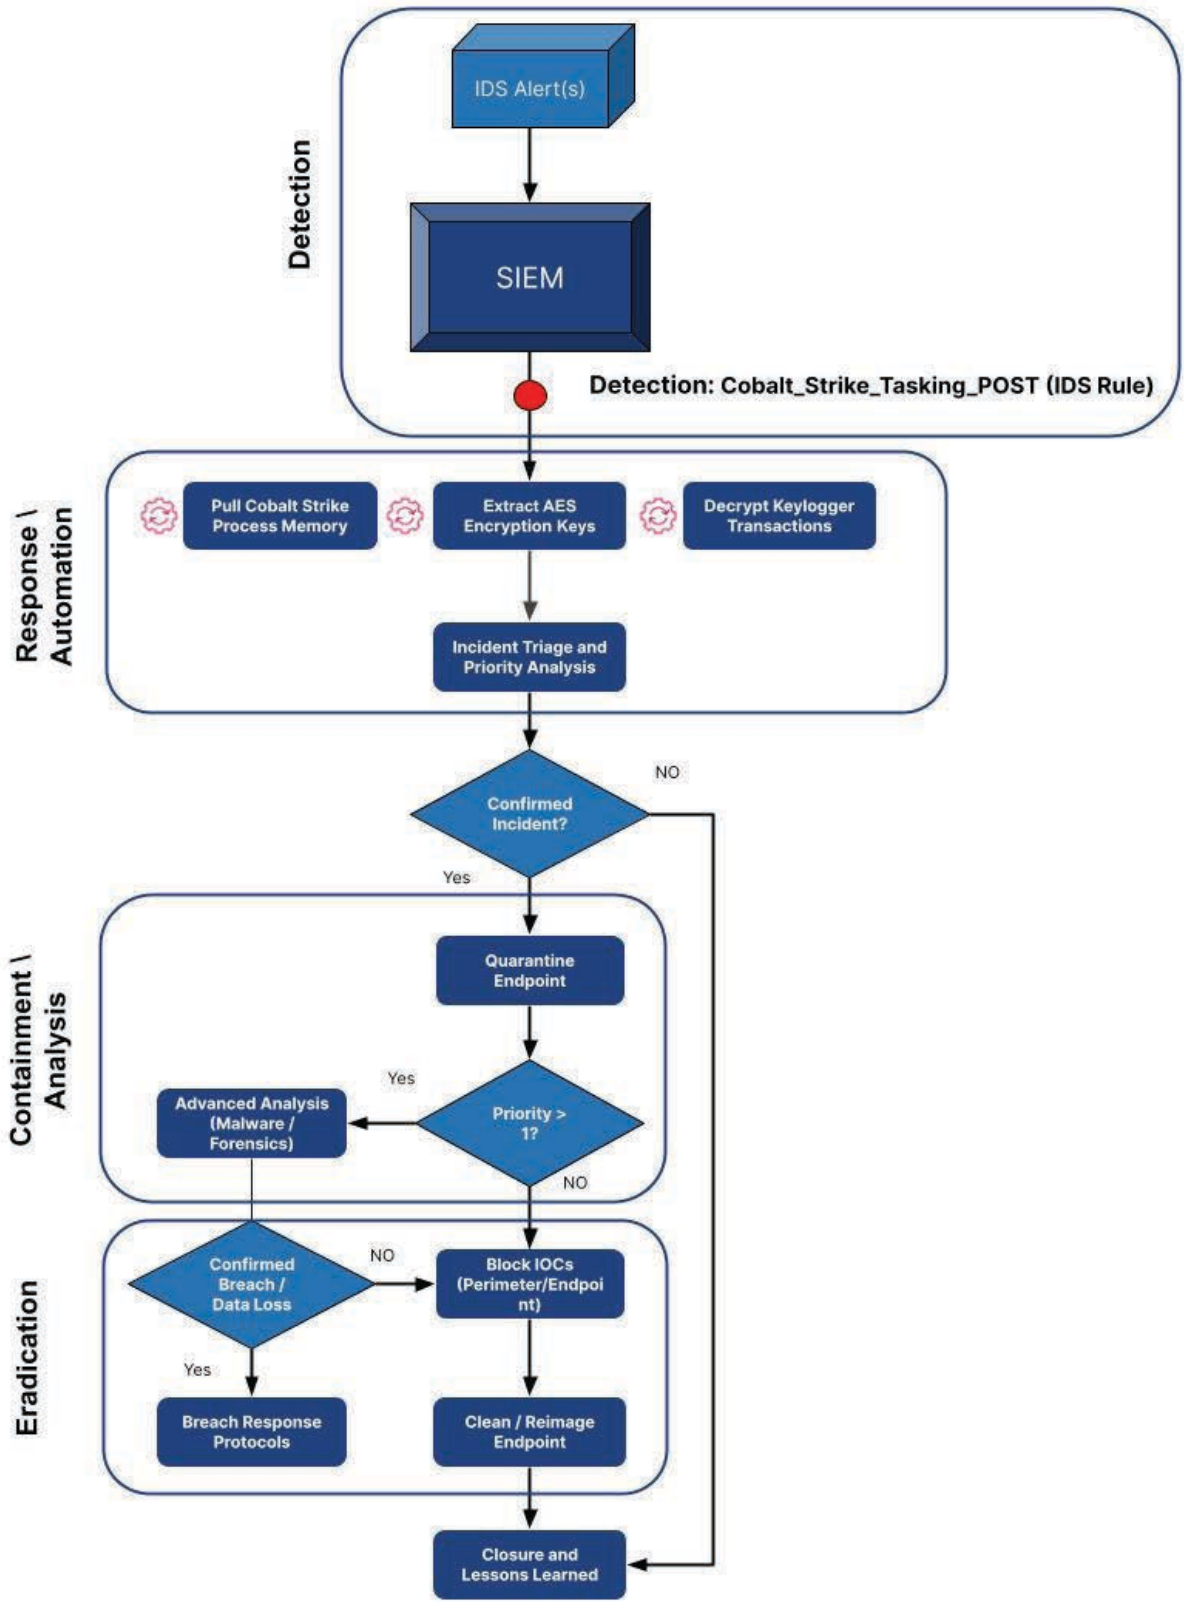 IDS Alert(s)
Detection
SIEM
Detection: Cobalt_Strike_Tasking_POST (IDS Rule)
Response \
Automation
Pull Cobalt Strike
Process Memory
Extract AES
Encryption Keys
Decrypt Keylogger
Transactions
Incident Triage and
Priority Analysis
Confirmed
Incident?
NO
Yes
Containment \
Analysis
Quarantine
Endpoint
Priority >
1?
Yes
NO
Advanced Analysis
(Malware /
Forensics)
Eradication
Confirmed
Breach /
Data Loss
NO
Yes
Block IOCs
(Perimeter/Endpoi
nt)
Breach Response
Protocols
Clean / Reimage
Endpoint
Closure and
Lessons Learned